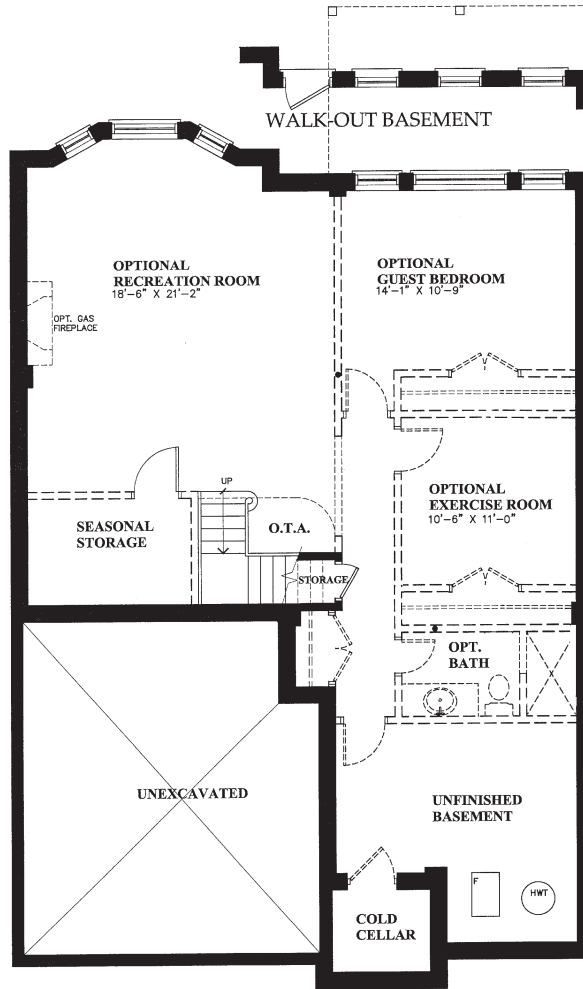 WALK-OUT BASEMENT
OPTIONAL
RECREATION ROOM
18'-6" X 21'-2"
OPTIONAL
GUEST BEDROOM
14'-1" X 10'-9"
OPT. GAS
FIREPLACE
UP
SEASONAL
STORAGE
O.T.A.
OPTIONAL
EXERCISE ROOM
10'-6" X 11'-0"
STORAGE
OPT.
BATH
UNEXCAVATED
UNFINISHED
BASEMENT
F
HWT
COLD
CELLAR